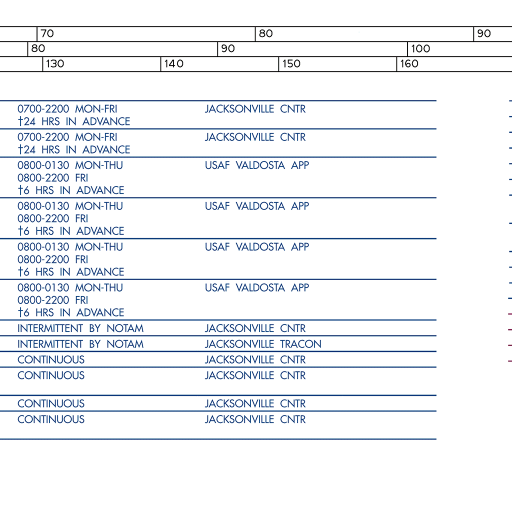 70 80 90
80 90 100
130 140 150 160
0700-2200 MON-FRI JACKSONVILLE CNTR
†24 HRS IN ADVANCE
0700-2200 MON-FRI JACKSONVILLE CNTR
†24 HRS IN ADVANCE
0800-0130 MON-THU USAF VALDOSTA APP
0800-2200 FRI
†6 HRS IN ADVANCE
0800-0130 MON-THU USAF VALDOSTA APP
0800-2200 FRI
†6 HRS IN ADVANCE
0800-0130 MON-THU USAF VALDOSTA APP
0800-2200 FRI
†6 HRS IN ADVANCE
0800-0130 MON-THU USAF VALDOSTA APP
0800-2200 FRI
†6 HRS IN ADVANCE
INTERMITTENT BY NOTAM JACKSONVILLE CNTR
INTERMITTENT BY NOTAM JACKSONVILLE TRACON
CONTINUOUS JACKSONVILLE CNTR
CONTINUOUS JACKSONVILLE CNTR
CONTINUOUS JACKSONVILLE CNTR
CONTINUOUS JACKSONVILLE CNTR